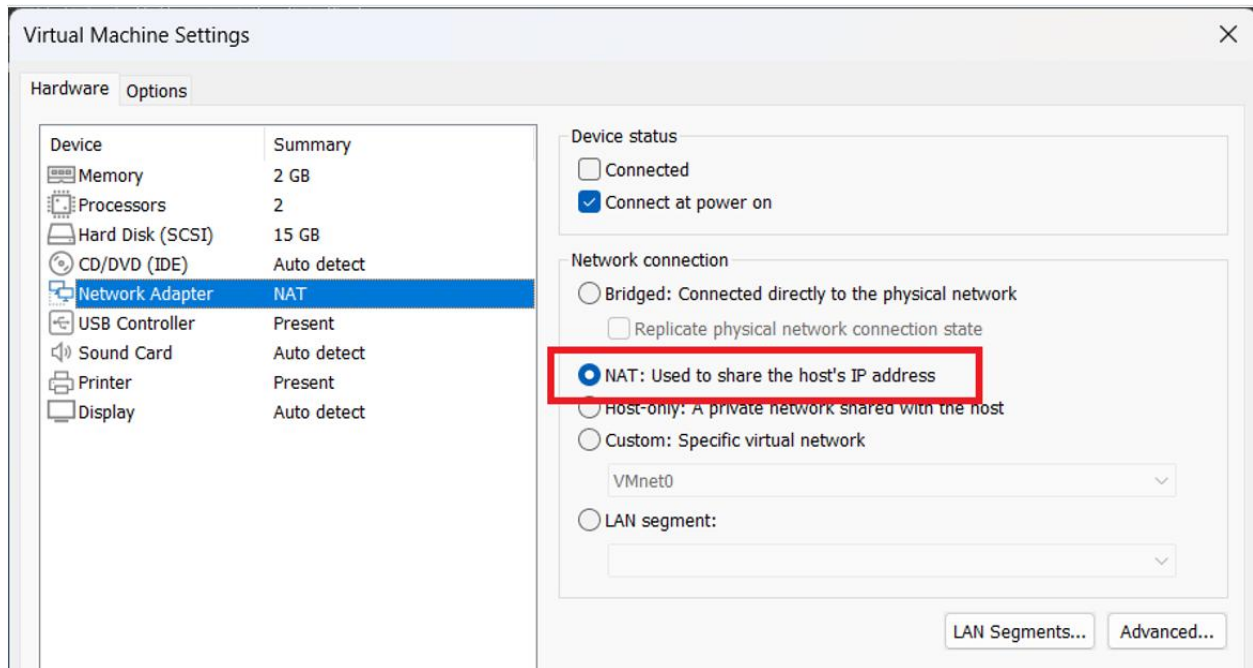 Virtual Machine Settings
Hardware Options
Device Summary
Memory 2 GB
Processors 2
Hard Disk (SCSI) 15 GB
CD/DVD (IDE) Auto detect
Network Adapter NAT
USB Controller Present
Sound Card Auto detect
Printer Present
Display Auto detect
Device status
Connected
Connect at power on
Network connection
Bridged: Connected directly to the physical network
Replicate physical network connection state
NAT: Used to share the host's IP address
Host-only: A private network shared with the host
Custom: Specific virtual network
VMnet0
LAN segment:
LAN Segments... Advanced...